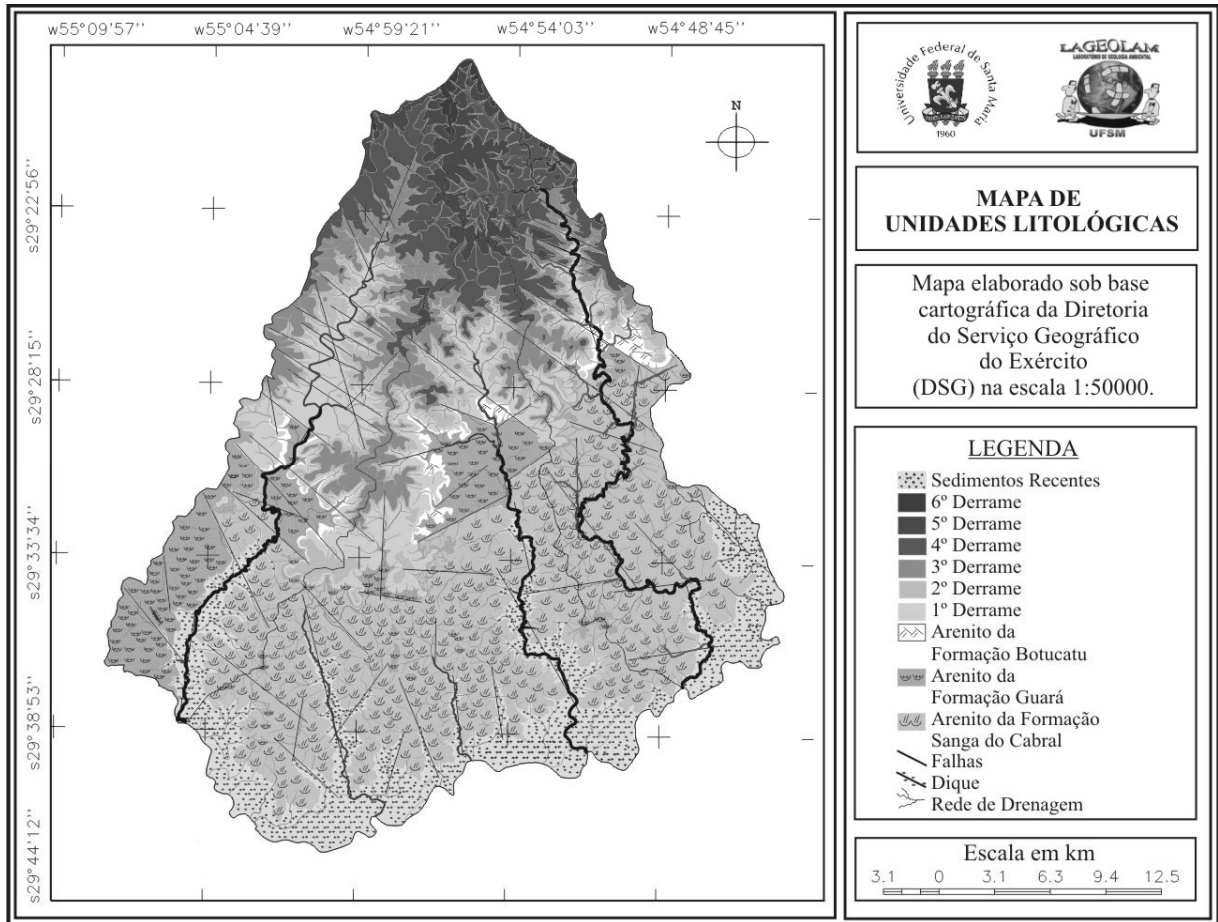 w55°09'57'' w55°04'39'' w54°59'21'' w54°54'03'' w54°48'45''
s29°22'56''
s29°28'15''
s29°33'34''
s29°38'53''
s29°44'12''
N
Universidade Federal de Santa Maria
1960
LAGEOLAM
LABORATÓRIO DE GEOLOGIA AMBIENTAL
UFSM
MAPA DE
UNIDADES LITOLÓGICAS
Mapa elaborado sob base
cartográfica da Diretoria
do Serviço Geográfico
do Exército
(DSG) na escala 1:50000.
LEGENDA
Sedimentos Recentes
6º Derrame
5º Derrame
4º Derrame
3º Derrame
2º Derrame
1º Derrame
Arenito da
Formação Botucatu
Arenito da
Formação Guará
Arenito da Formação
Sanga do Cabral
Falhas
Dique
Rede de Drenagem
Escala em km
3.1 0 3.1 6.3 9.4 12.5